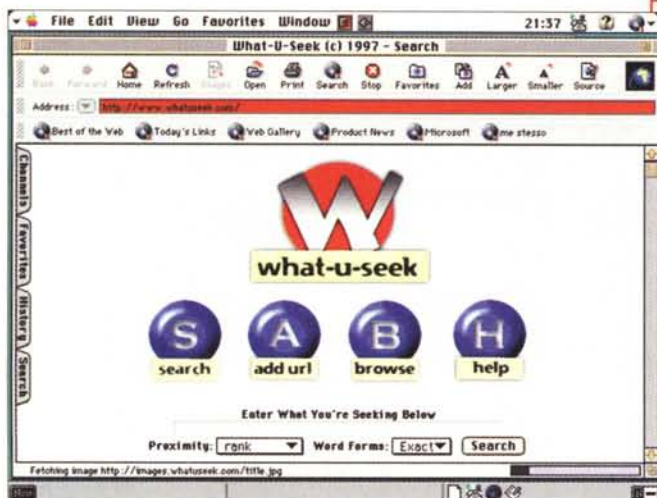 File Edit View Go Favorites Window 21:37
What-U-Seek (c) 1997 - Search
Back Forward Home Refresh Images Open Print Search Stop Favorites Add Larger Smaller Source
Address: http://www.whatuseek.com/
Best of the Web Today's Links Web Gallery Product News Microsoft me stesso
Channels
Favorites
History
Search
W
what-u-seek
S A B H
search add url browse help
Enter What You're Seeking Below
Proximity: rank Word Forms: Exact Search
Fetching image http://images.whatuseek.com/title.jpg